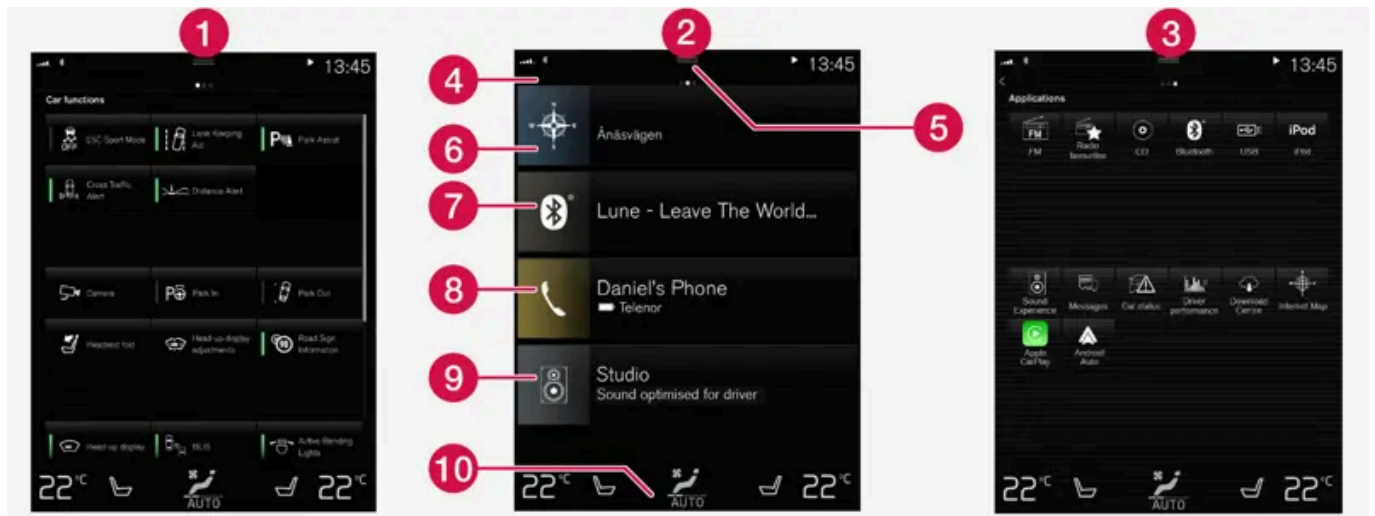 1
2
3
13:45
Car functions
OFF
ESC Sport Mode
Lane Keeping
Aid
Park Assist
Cross Traffic
Alert
Distance Alert
Camera
Park In
Park Out
Headrest fold
Head-up display
adjustments
Road Sign
Information
Head-up display
BLIS
Active Bending
Lights
22°C
AUTO
22°C
4
13:45
5
Änäsvägen
6
7
Lune - Leave The World...
8
Daniel's Phone
Telenor
9
Studio
Sound optimised for driver
10
22°C
AUTO
22°C
13:45
Applications
FM
FM
Radio
favourites
CD
Bluetooth
USB
iPod
iPod
Sound
Experience
Messages
Car status
Driver
performance
Download
Centre
Internet Map
Apple
CarPlay
Android
Auto
22°C
AUTO
22°C